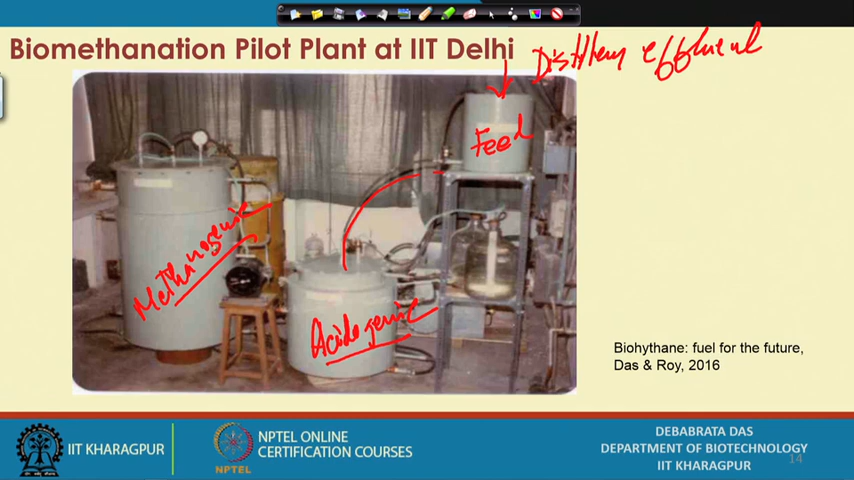 Biomethanation Pilot Plant at IIT Delhi
Distillery effluent
Feed
Methanogenic
Acidogenic
Biohythane: fuel for the future,
Das & Roy, 2016
IIT KHARAGPUR
NPTEL
NPTEL ONLINE
CERTIFICATION COURSES
DEBABRATA DAS
DEPARTMENT OF BIOTECHNOLOGY
IIT KHARAGPUR
14